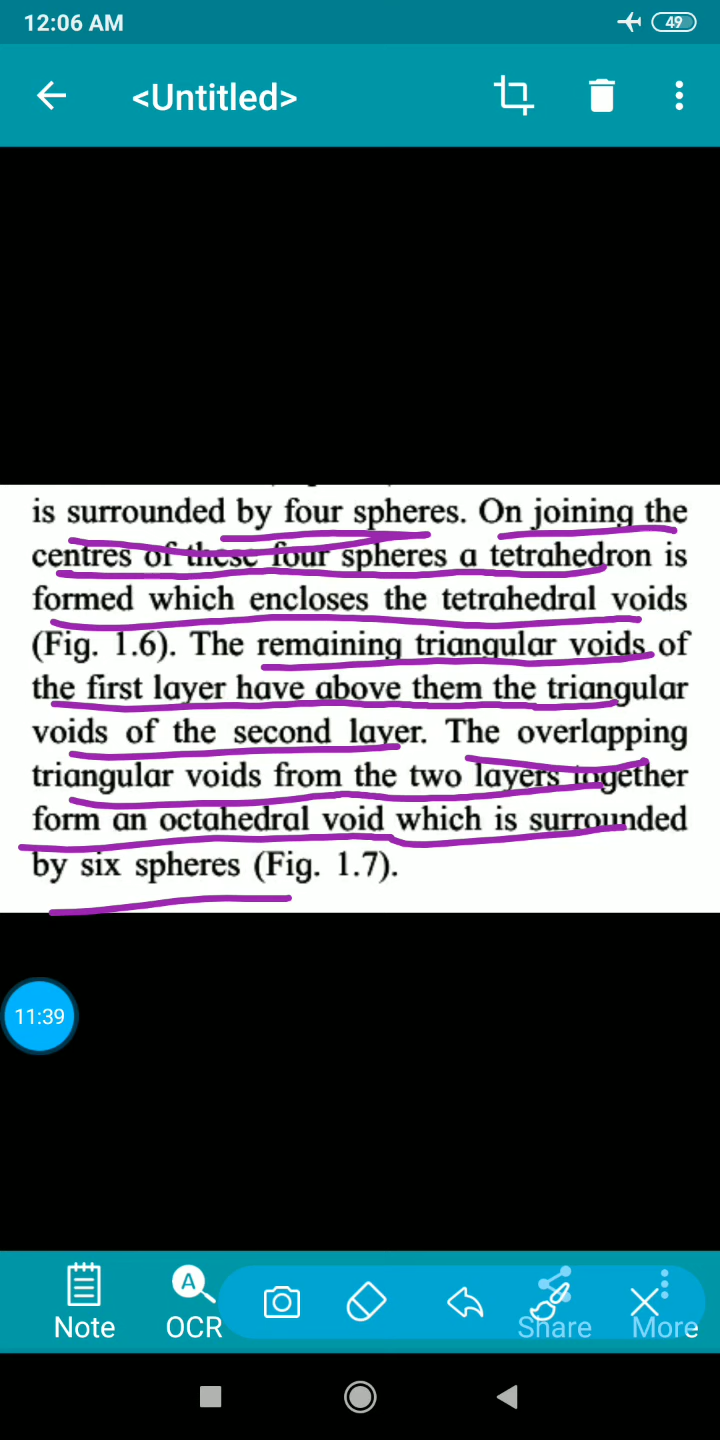 12:06 AM
49
<Untitled>
is surrounded by four spheres. On joining the
centres of these four spheres a tetrahedron is
formed which encloses the tetrahedral voids
(Fig. 1.6). The remaining triangular voids of
the first layer have above them the triangular
voids of the second layer. The overlapping
triangular voids from the two layers together
form an octahedral void which is surrounded
by six spheres (Fig. 1.7).
11:39
A
Note OCR Share More